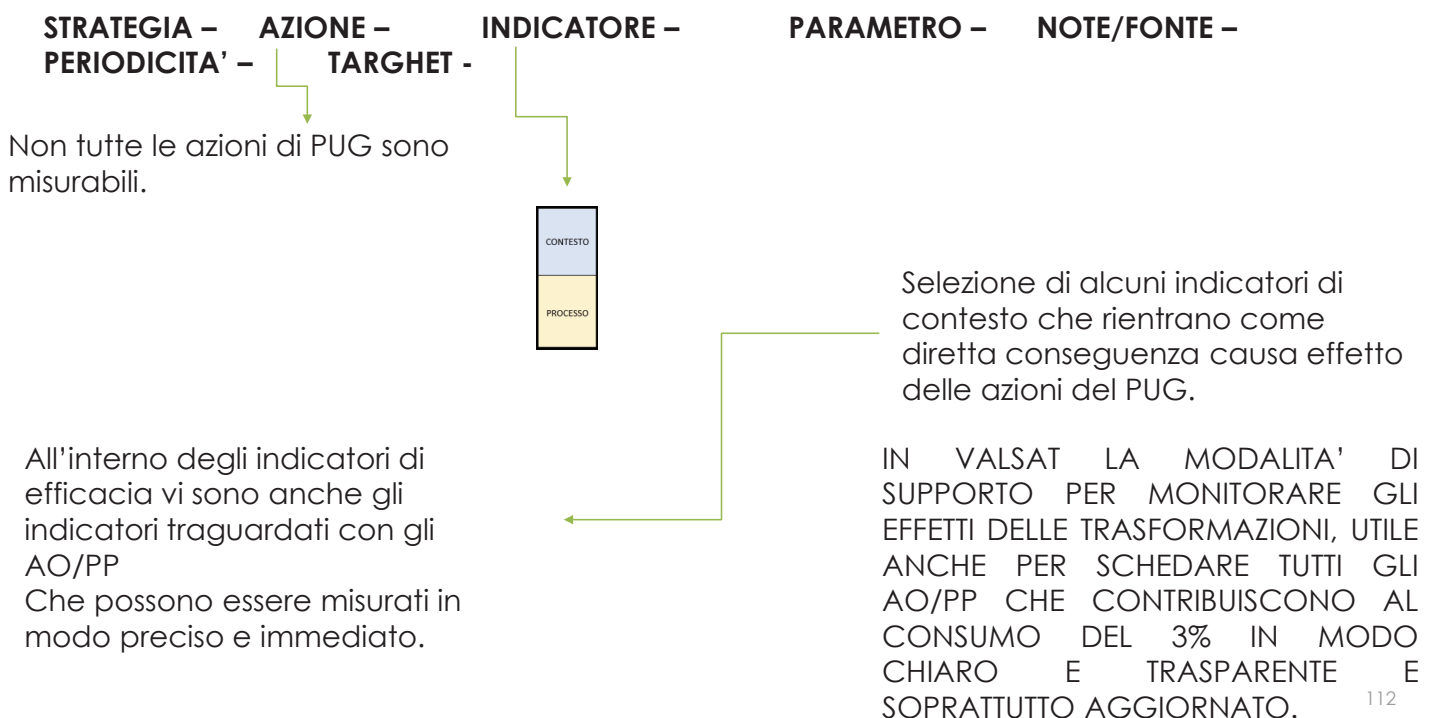 STRATEGIA – AZIONE – INDICATORE – PARAMETRO – NOTE/FONTE –
PERIODICITA’ – TARGHET -
Non tutte le azioni di PUG sono
misurabili.
CONTESTO
PROCESSO
Selezione di alcuni indicatori di
contesto che rientrano come
diretta conseguenza causa effetto
delle azioni del PUG.
All’interno degli indicatori di
efficacia vi sono anche gli
indicatori traguardati con gli
AO/PP
Che possono essere misurati in
modo preciso e immediato.
IN VALSAT LA MODALITA’ DI
SUPPORTO PER MONITORARE GLI
EFFETTI DELLE TRASFORMAZIONI, UTILE
ANCHE PER SCHEDARE TUTTI GLI
AO/PP CHE CONTRIBUISCONO AL
CONSUMO DEL 3% IN MODO
CHIARO E TRASPARENTE E
SOPRATTUTTO AGGIORNATO.
112